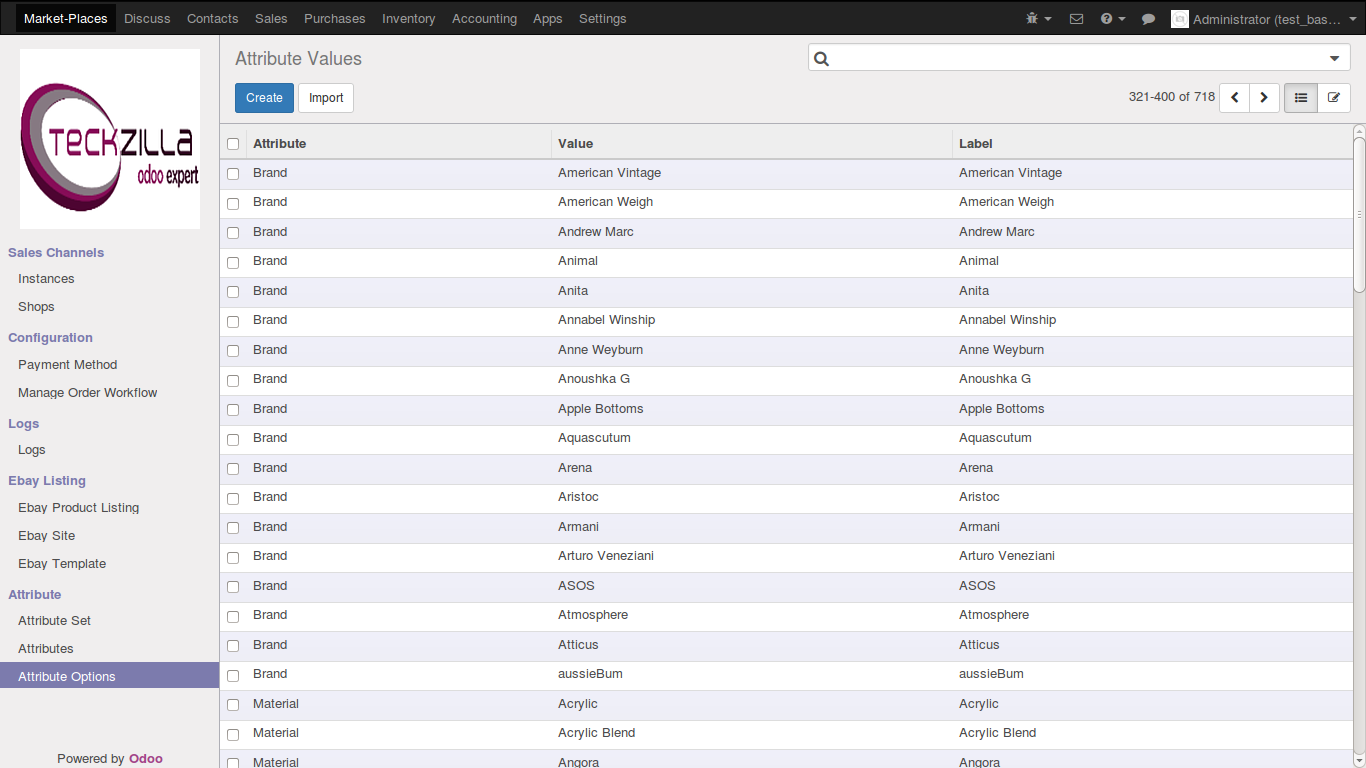 Market-Places Discuss Contacts Sales Purchases Inventory Accounting Apps Settings Administrator (test_bas...
TECKZILLA
odoo expert
Sales Channels
Instances
Shops
Configuration
Payment Method
Manage Order Workflow
Logs
Logs
Ebay Listing
Ebay Product Listing
Ebay Site
Ebay Template
Attribute
Attribute Set
Attributes
Attribute Options
Powered by Odoo
Attribute Values
Create Import 321-400 of 718
Attribute Value Label
Brand American Vintage American Vintage
Brand American Weigh American Weigh
Brand Andrew Marc Andrew Marc
Brand Animal Animal
Brand Anita Anita
Brand Annabel Winship Annabel Winship
Brand Anne Weyburn Anne Weyburn
Brand Anoushka G Anoushka G
Brand Apple Bottoms Apple Bottoms
Brand Aquascutum Aquascutum
Brand Arena Arena
Brand Aristoc Aristoc
Brand Armani Armani
Brand Arturo Veneziani Arturo Veneziani
Brand ASOS ASOS
Brand Atmosphere Atmosphere
Brand Atticus Atticus
Brand aussieBum aussieBum
Material Acrylic Acrylic
Material Acrylic Blend Acrylic Blend
Material Angora Angora